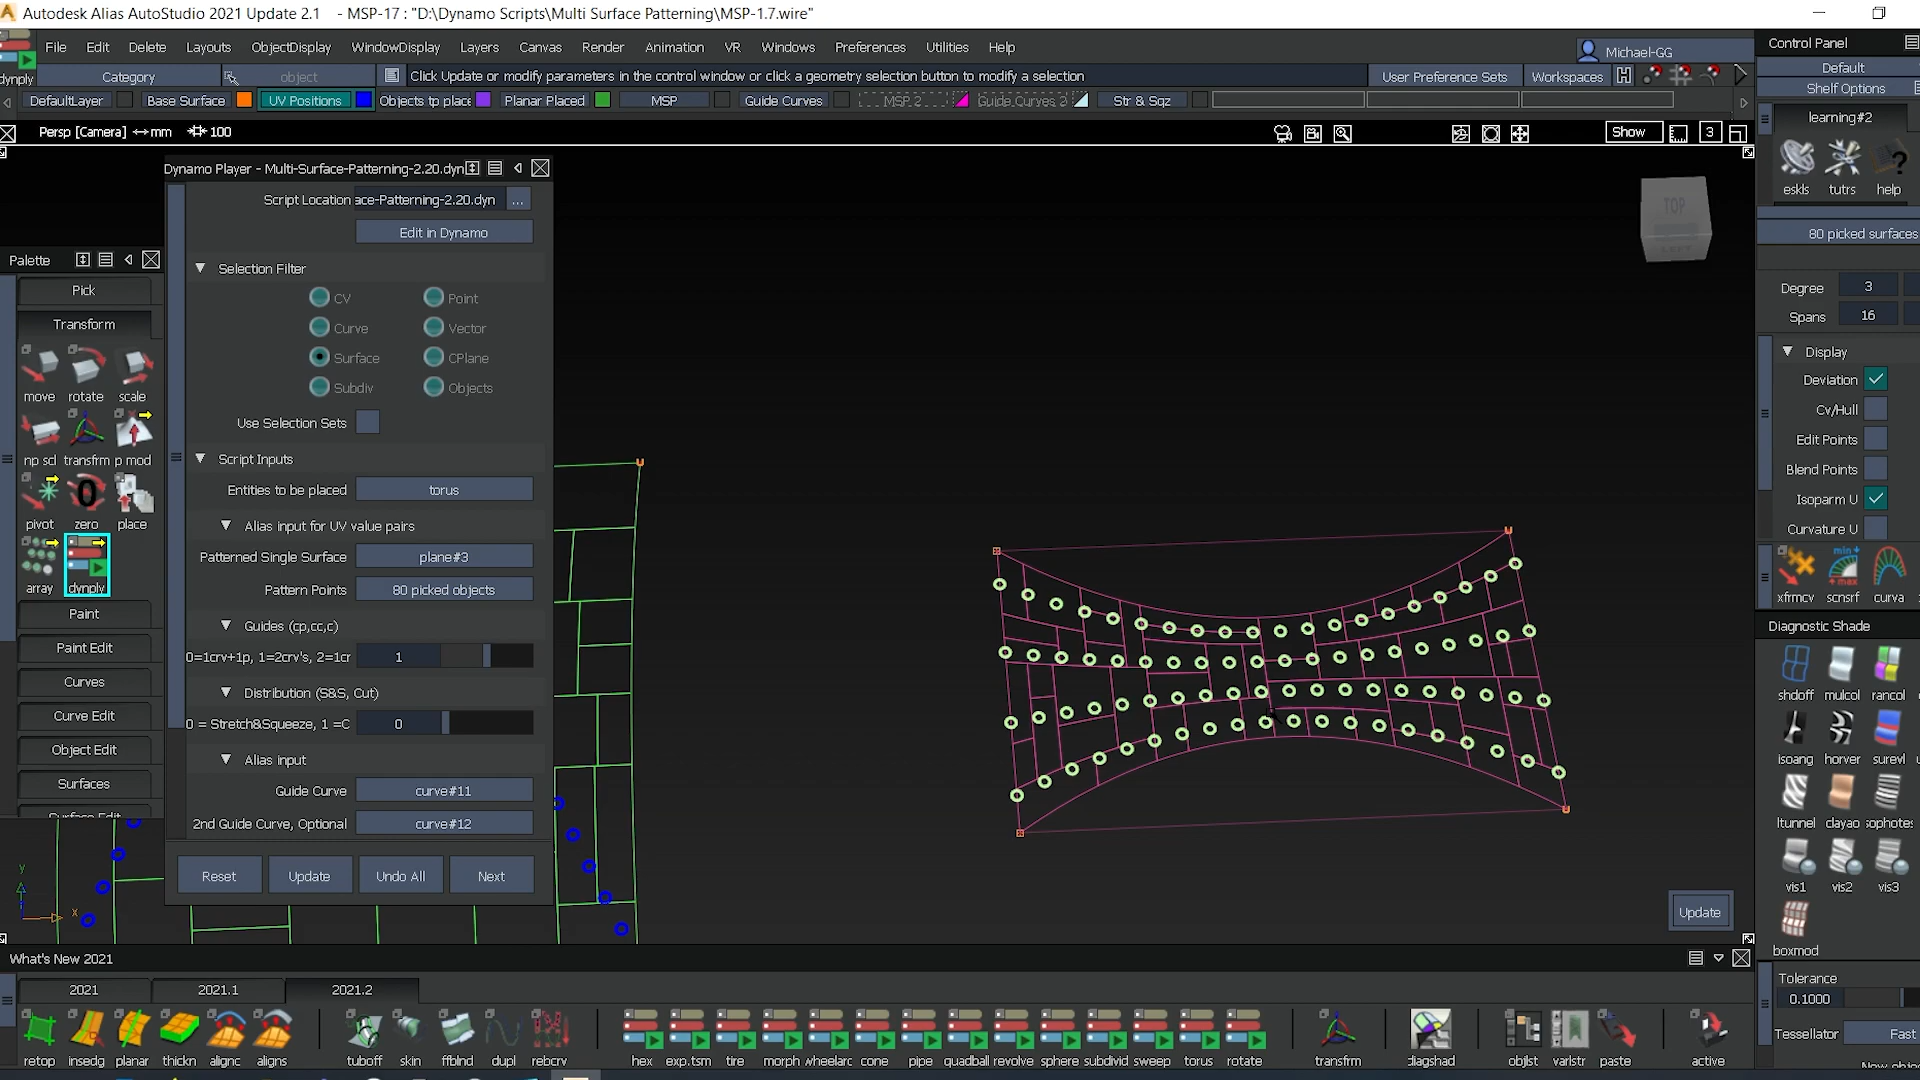 Autodesk Alias AutoStudio 2021 Update 2.1 - MSP-17 : "D:\Dynamo Scripts\Multi Surface Patterning\MSP-1.7.wire"
File Edit Delete Layouts ObjectDisplay WindowDisplay Layers Canvas Render Animation VR Windows Preferences Utilities Help
Michael-GG
Control Panel
dynply
Category
object
Click Update or modify parameters in the control window or click a geometry selection button to modify a selection
User Preference Sets
Workspaces
Default
Shelf Options
DefaultLayer
Base Surface
UV Positions
Objects tp place
Planar Placed
MSP
Guide Curves
MSP 2
Guide_Curves 2
Str & Sqz
Persp [Camera] mm 100
Show
3
learning#2
eskls tutrs help
80 picked surfaces
Degree 3
Spans 16
Display
Deviation
Cv/Hull
Edit Points
Blend Points
Isoparm U
Curvature U
xfrmcv scnsrf curva
Diagnostic Shade
shdoff mulcol rancol
isoang horver surevl
ltunnel clayao sophotes
vis1 vis2 vis3
boxmod
Tolerance
0.1000
Tessellator Fast
TOP
Palette
Pick
Transform
move rotate scale
np scl transfrm p mod
pivot zero place
array dynply
Paint
Paint Edit
Curves
Curve Edit
Object Edit
Surfaces
Surface Edit
Dynamo Player - Multi-Surface-Patterning-2.20.dyn
Script Location ace-Patterning-2.20.dyn ...
Edit in Dynamo
Selection Filter
CV Point
Curve Vector
Surface CPlane
Subdiv Objects
Use Selection Sets
Script Inputs
Entities to be placed torus
Alias input for UV value pairs
Patterned Single Surface plane#3
Pattern Points 80 picked objects
Guides (cp,cc,c)
0=1crv+1p, 1=2crv's, 2=1cr 1
Distribution (S&S, Cut)
0 = Stretch&Squeeze, 1 =C 0
Alias input
Guide Curve curve#11
2nd Guide Curve, Optional curve#12
Reset Update Undo All Next
y
x
Update
What's New 2021
2021 2021.1 2021.2
retop insedg planar thickn alignc aligns tuboff skin ffblnd dupl rebcrv hex exp.tsm tire morph wheelarc cone pipe quadball revolve sphere subdivid sweep torus rotate transfrm diagshad objlst varlstr paste active